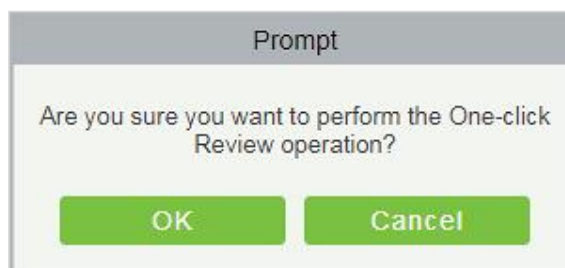 Prompt
Are you sure you want to perform the One-click
Review operation?
OK
Cancel